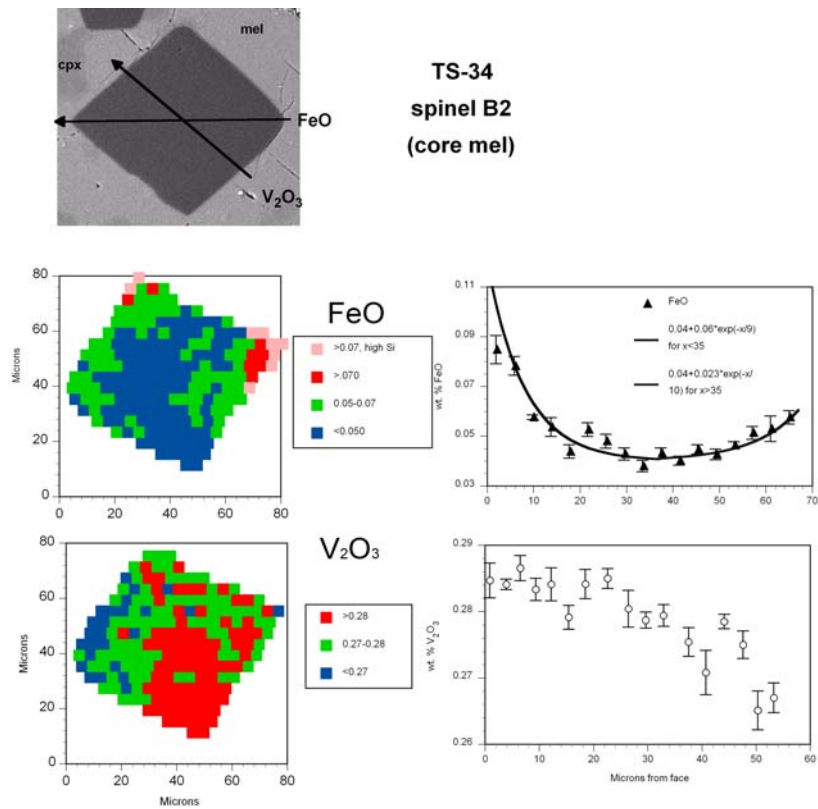 mel
cpx
FeO
V₂O₃
TS-34
spinel B2
(core mel)
80
60
40
20
0
Microns
0 20 40 60 80
FeO
>0.07, high Si
>.070
0.05-0.07
<0.050
0.11
0.09
0.07
0.05
0.03
wt. % FeO
FeO
0.04+0.06*exp(-x/9)
for x<35
0.04+0.023*exp(-x/
10) for x>35
0 10 20 30 40 50 60 70
80
60
40
20
0
Microns
0 20 40 60 80
Microns
V₂O₃
>0.28
0.27-0.28
<0.27
0.29
0.28
0.27
0.26
wt. % V₂O₃
0 10 20 30 40 50 60
Microns from face